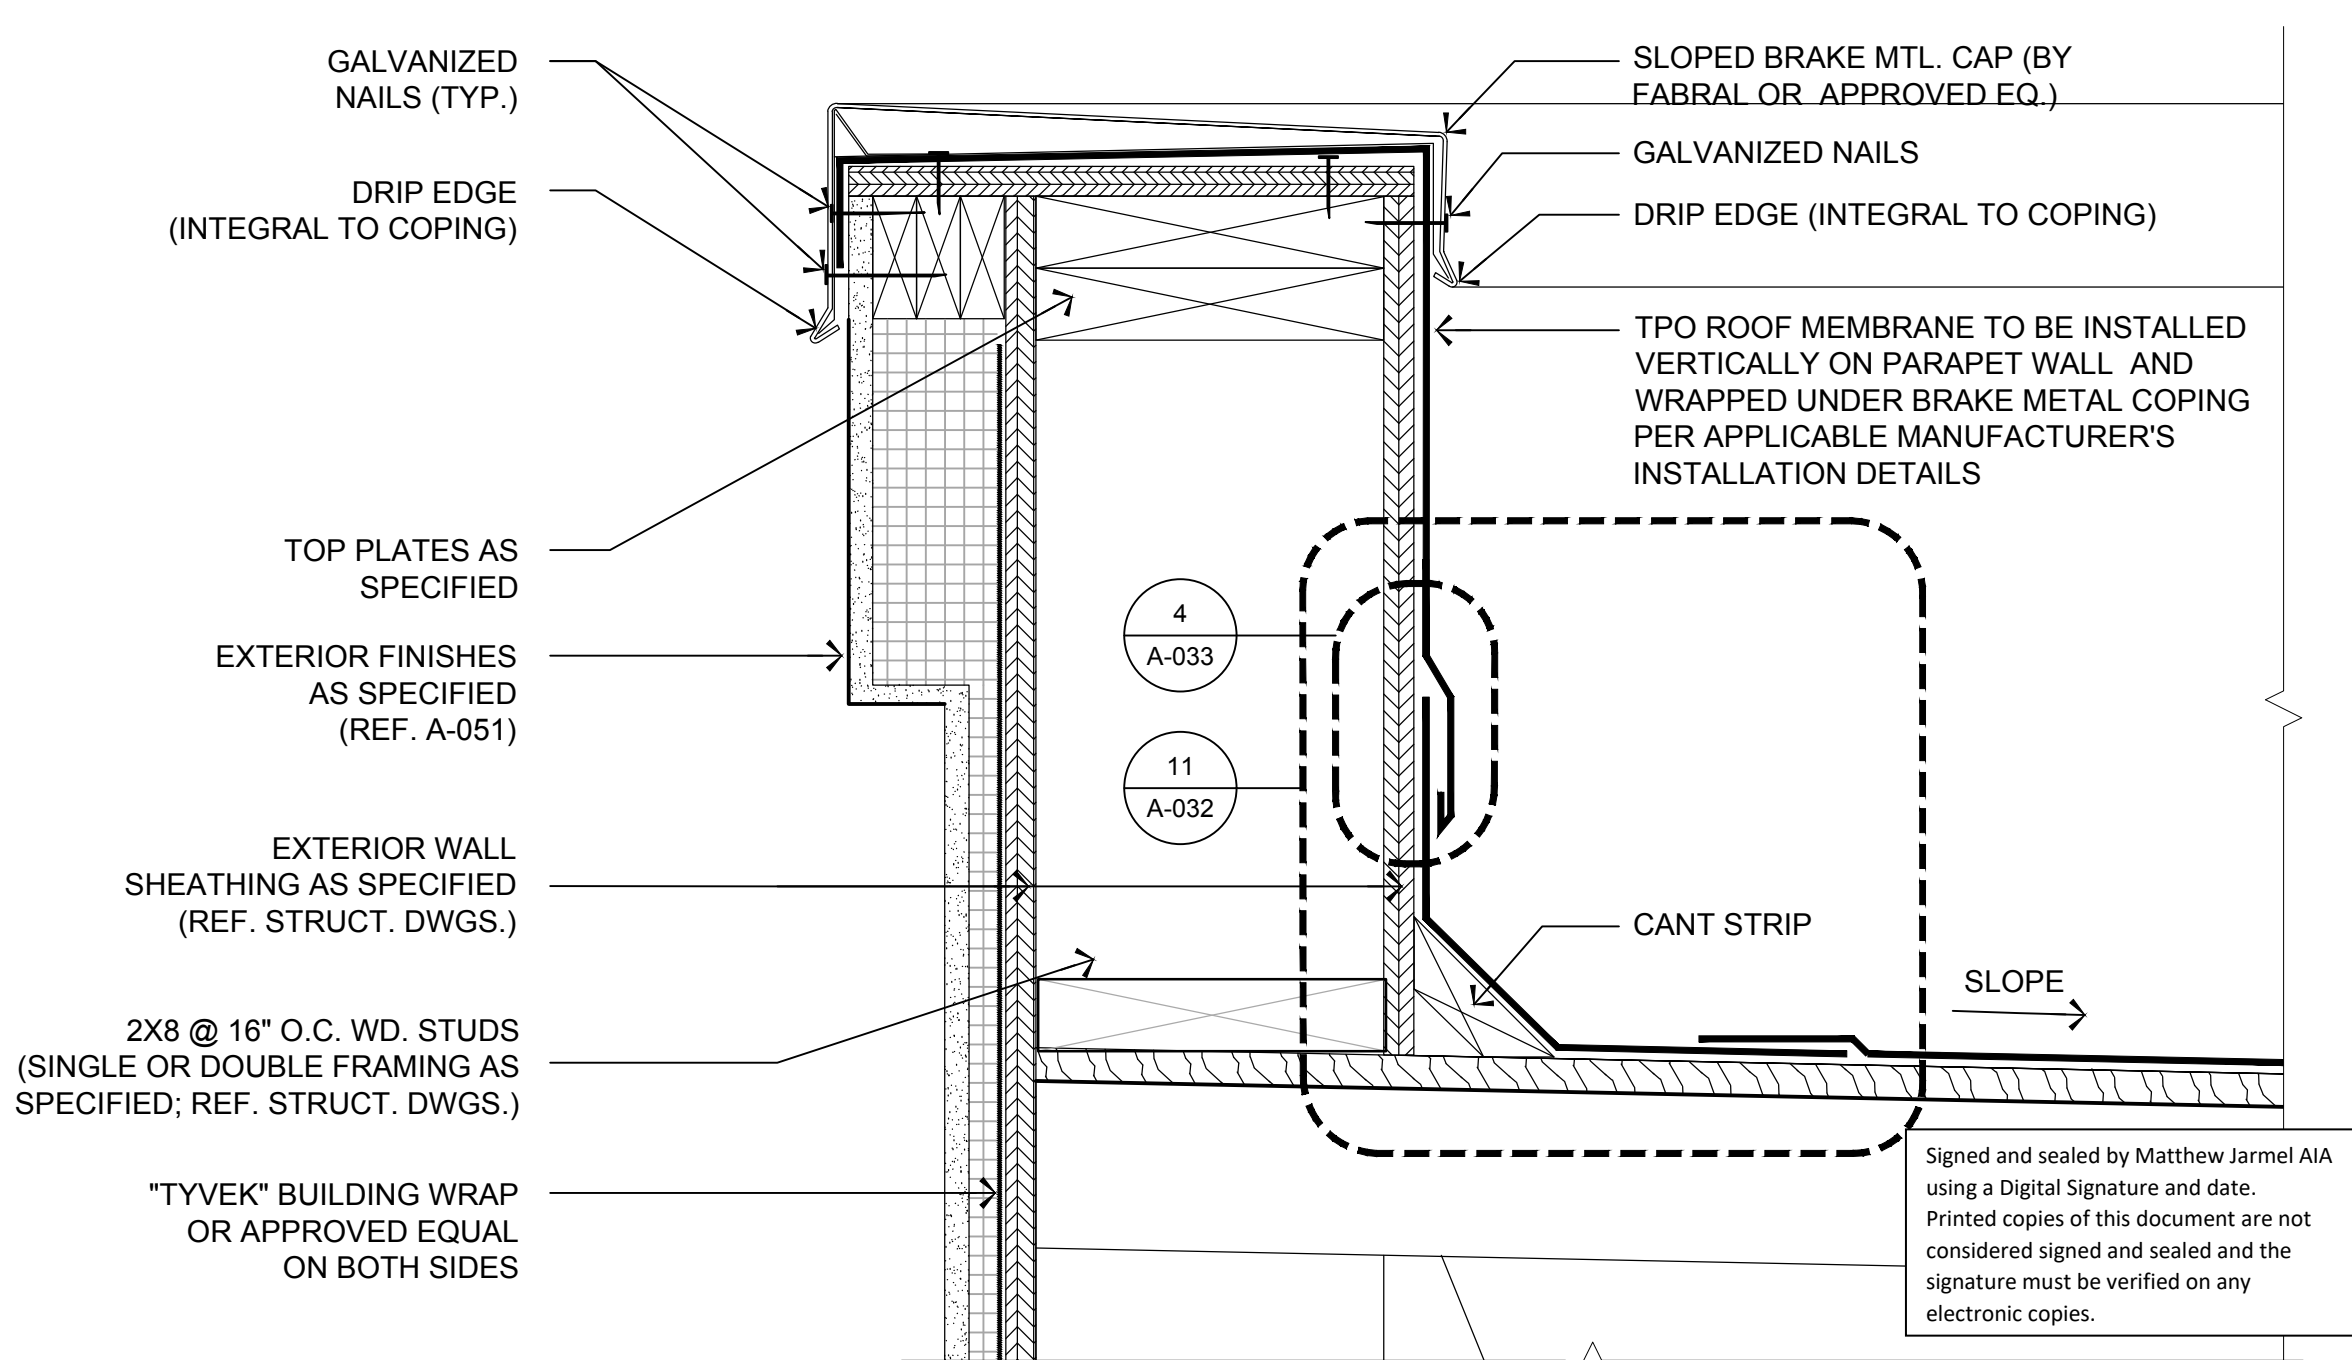 GALVANIZED
NAILS (TYP.)
DRIP EDGE
(INTEGRAL TO COPING)
TOP PLATES AS
SPECIFIED
EXTERIOR FINISHES
AS SPECIFIED
(REF. A-051)
EXTERIOR WALL
SHEATHING AS SPECIFIED
(REF. STRUCT. DWGS.)
2X8 @ 16" O.C. WD. STUDS
(SINGLE OR DOUBLE FRAMING AS
SPECIFIED; REF. STRUCT. DWGS.)
"TYVEK" BUILDING WRAP
OR APPROVED EQUAL
ON BOTH SIDES
4
A-033
11
A-032
SLOPED BRAKE MTL. CAP (BY
FABRAL OR APPROVED EQ.)
GALVANIZED NAILS
DRIP EDGE (INTEGRAL TO COPING)
TPO ROOF MEMBRANE TO BE INSTALLED
VERTICALLY ON PARAPET WALL AND
WRAPPED UNDER BRAKE METAL COPING
PER APPLICABLE MANUFACTURER'S
INSTALLATION DETAILS
CANT STRIP
SLOPE
Signed and sealed by Matthew Jarmel AIA
using a Digital Signature and date.
Printed copies of this document are not
considered signed and sealed and the
signature must be verified on any
electronic copies.